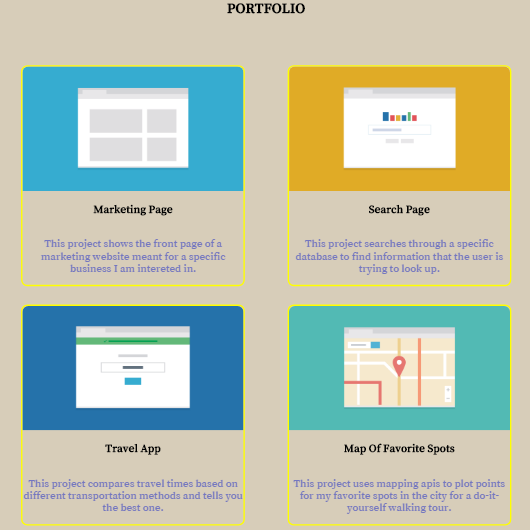 PORTFOLIO
Marketing Page
This project shows the front page of a
marketing website meant for a specific
business I am intereted in.
Search Page
This project searches through a specific
database to find information that the user is
trying to look up.
Travel App
This project compares travel times based on
different transportation methods and tells you
the best one.
Map Of Favorite Spots
This project uses mapping apis to plot points
for my favorite spots in the city for a do-it-
yourself walking tour.